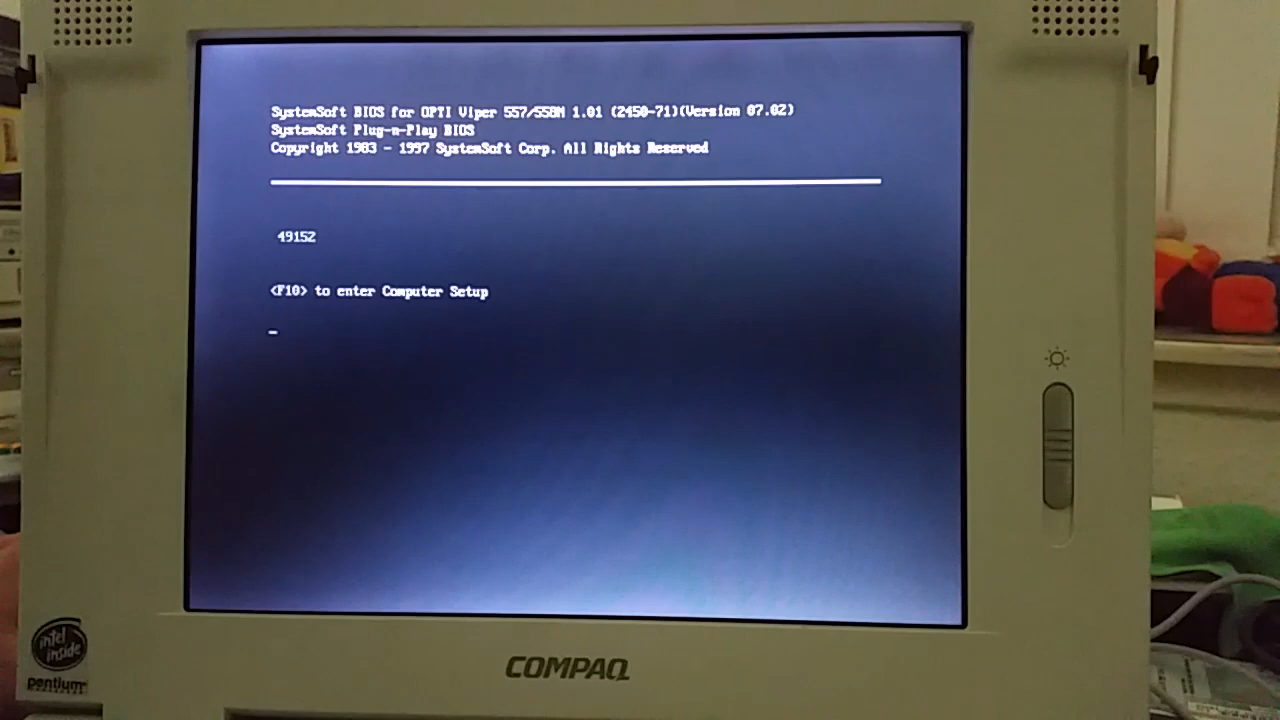 SystemSoft BIOS for OPTI Viper 557/558M 1.01 (2450-71)(Version 07.02)
SystemSoft Plug-n-Play BIOS
Copyright 1983 - 1997 SystemSoft Corp. All Rights Reserved
49152
<F10> to enter Computer Setup
intel
inside
pentium
COMPAQ